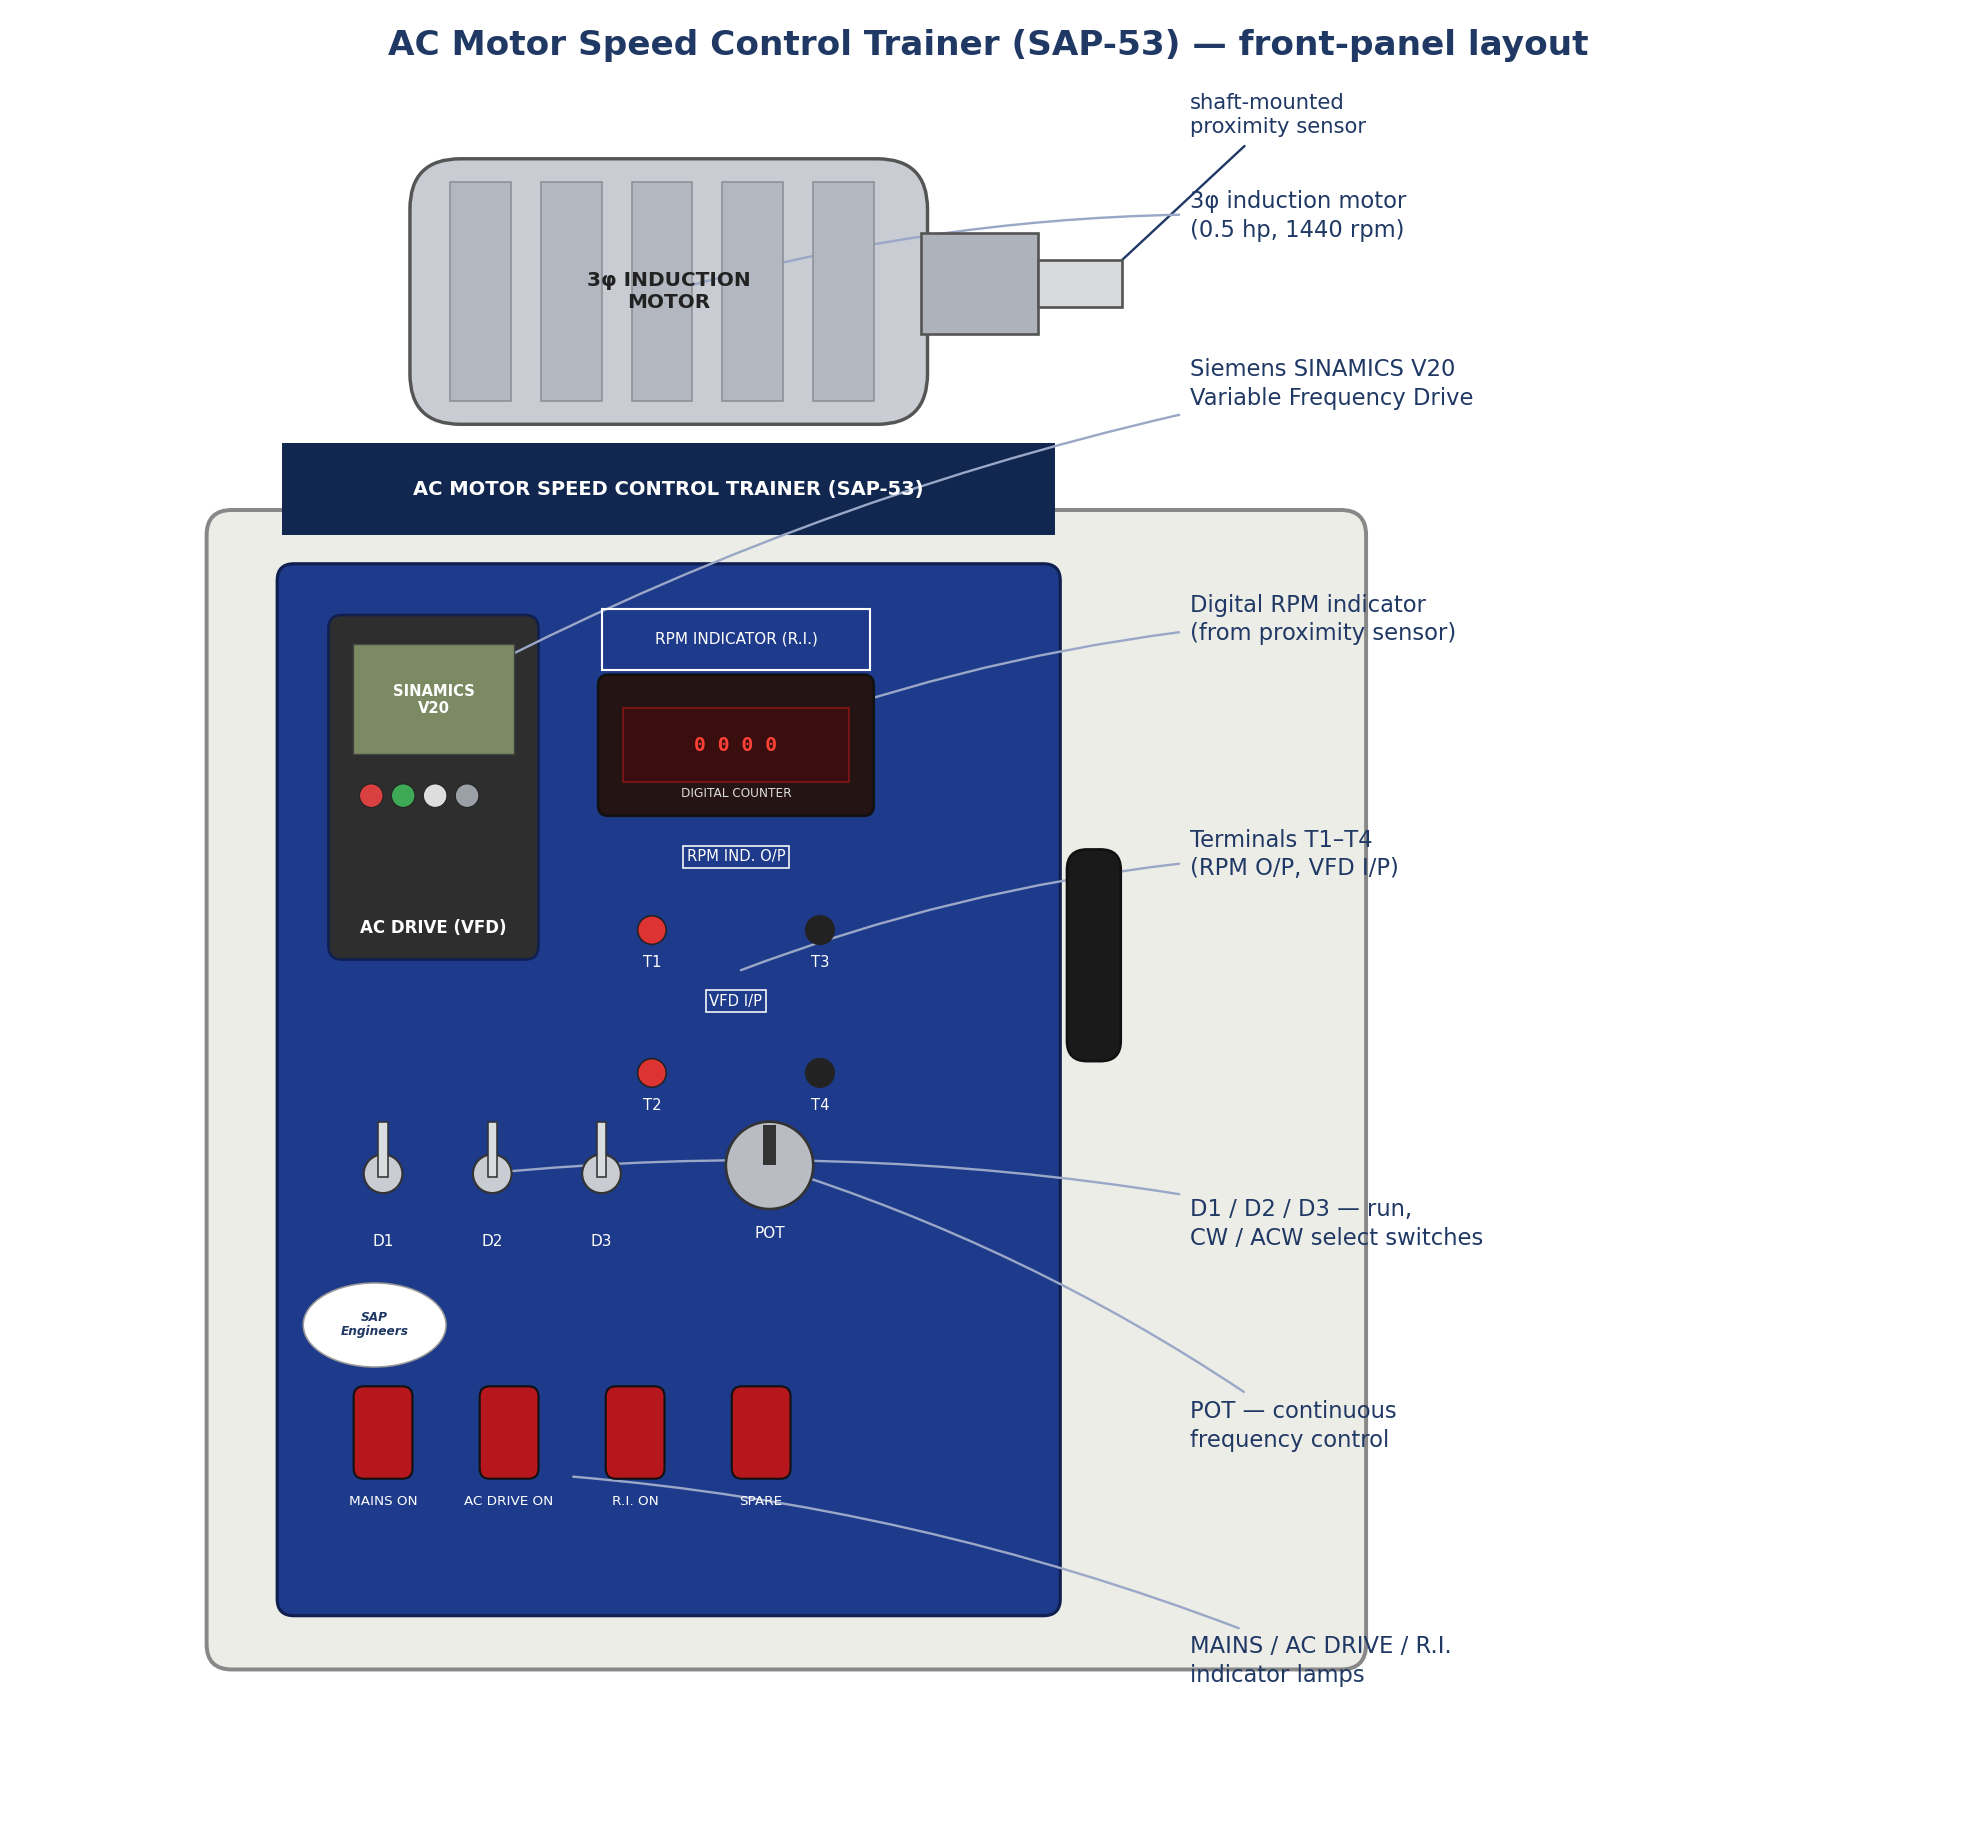 AC Motor Speed Control Trainer (SAP-53) — front-panel layout
shaft-mounted
proximity sensor
3φ induction motor
(0.5 hp, 1440 rpm)
3φ INDUCTION
MOTOR
Siemens SINAMICS V20
Variable Frequency Drive
AC MOTOR SPEED CONTROL TRAINER (SAP-53)
RPM INDICATOR (R.I.)
Digital RPM indicator
(from proximity sensor)
SINAMICS
V20
0 0 0 0
DIGITAL COUNTER
RPM IND. O/P
Terminals T1–T4
(RPM O/P, VFD I/P)
AC DRIVE (VFD)
T1
T3
VFD I/P
T2
T4
D1
D2
D3
POT
D1 / D2 / D3 — run,
CW / ACW select switches
SAP
Engineers
POT — continuous
frequency control
MAINS ON
AC DRIVE ON
R.I. ON
SPARE
MAINS / AC DRIVE / R.I.
indicator lamps